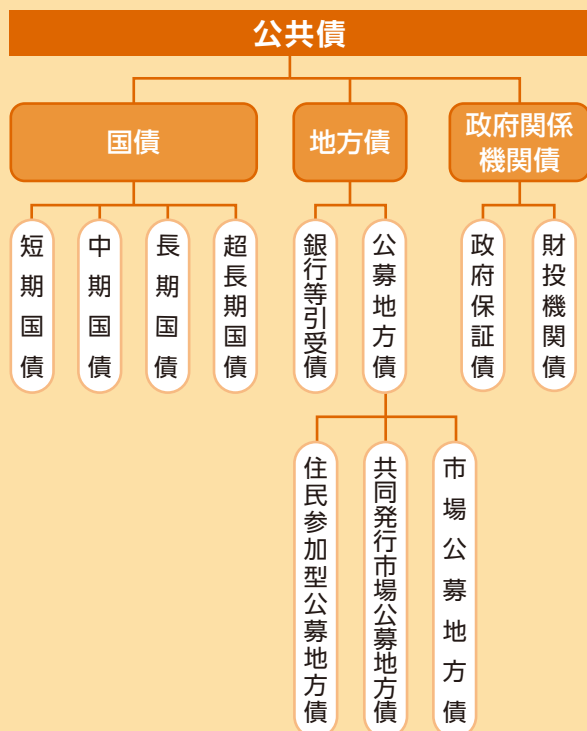 公共債
国債
地方債
政府関係
機関債
短期国債
中期国債
長期国債
超長期国債
銀行等引受債
公募地方債
政府保証債
財投機関債
住民参加型公募地方債
共同発行市場公募地方債
市場公募地方債